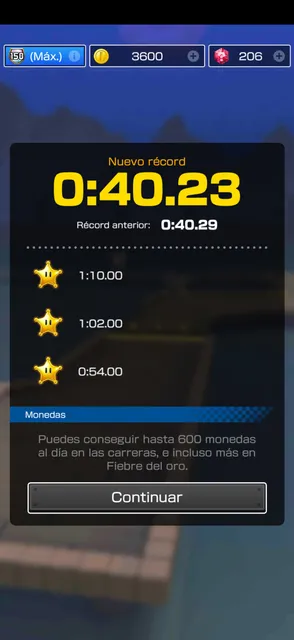 150 (Máx.) i 3600 206
Nuevo récord
0:40.23
Récord anterior: 0:40.29
1:10.00
1:02.00
0:54.00
Monedas
Puedes conseguir hasta 600 monedas
al día en las carreras, e incluso más en
Fiebre del oro.
Continuar